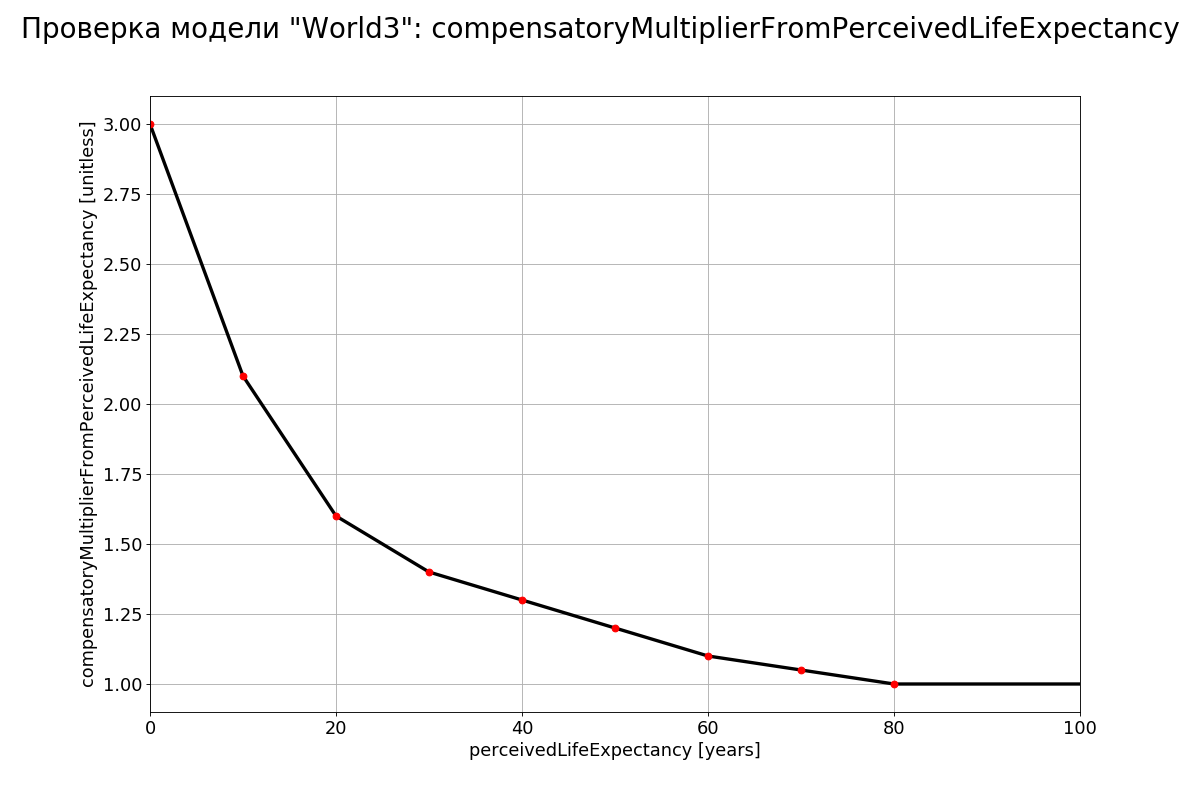 Проверка модели "World3": compensatoryMultiplierFromPerceivedLifeExpectancy
compensatoryMultiplierFromPerceivedLifeExpectancy [unitless]
3.00
2.75
2.50
2.25
2.00
1.75
1.50
1.25
1.00
0 20 40 60 80 100
perceivedLifeExpectancy [years]